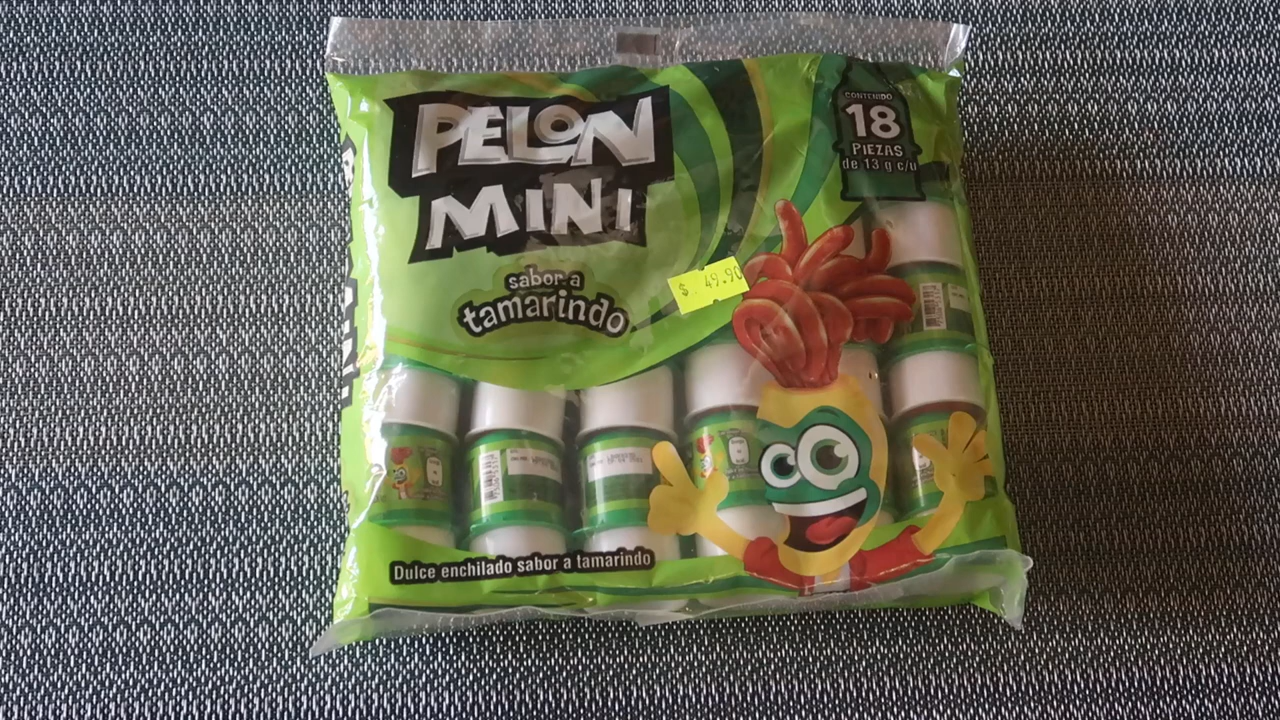 PELON
MINI
sabor a
tamarindo
CONTENIDO
18
PIEZAS
de 13 g c/u
$ 49.90
Dulce enchilado sabor a tamarindo